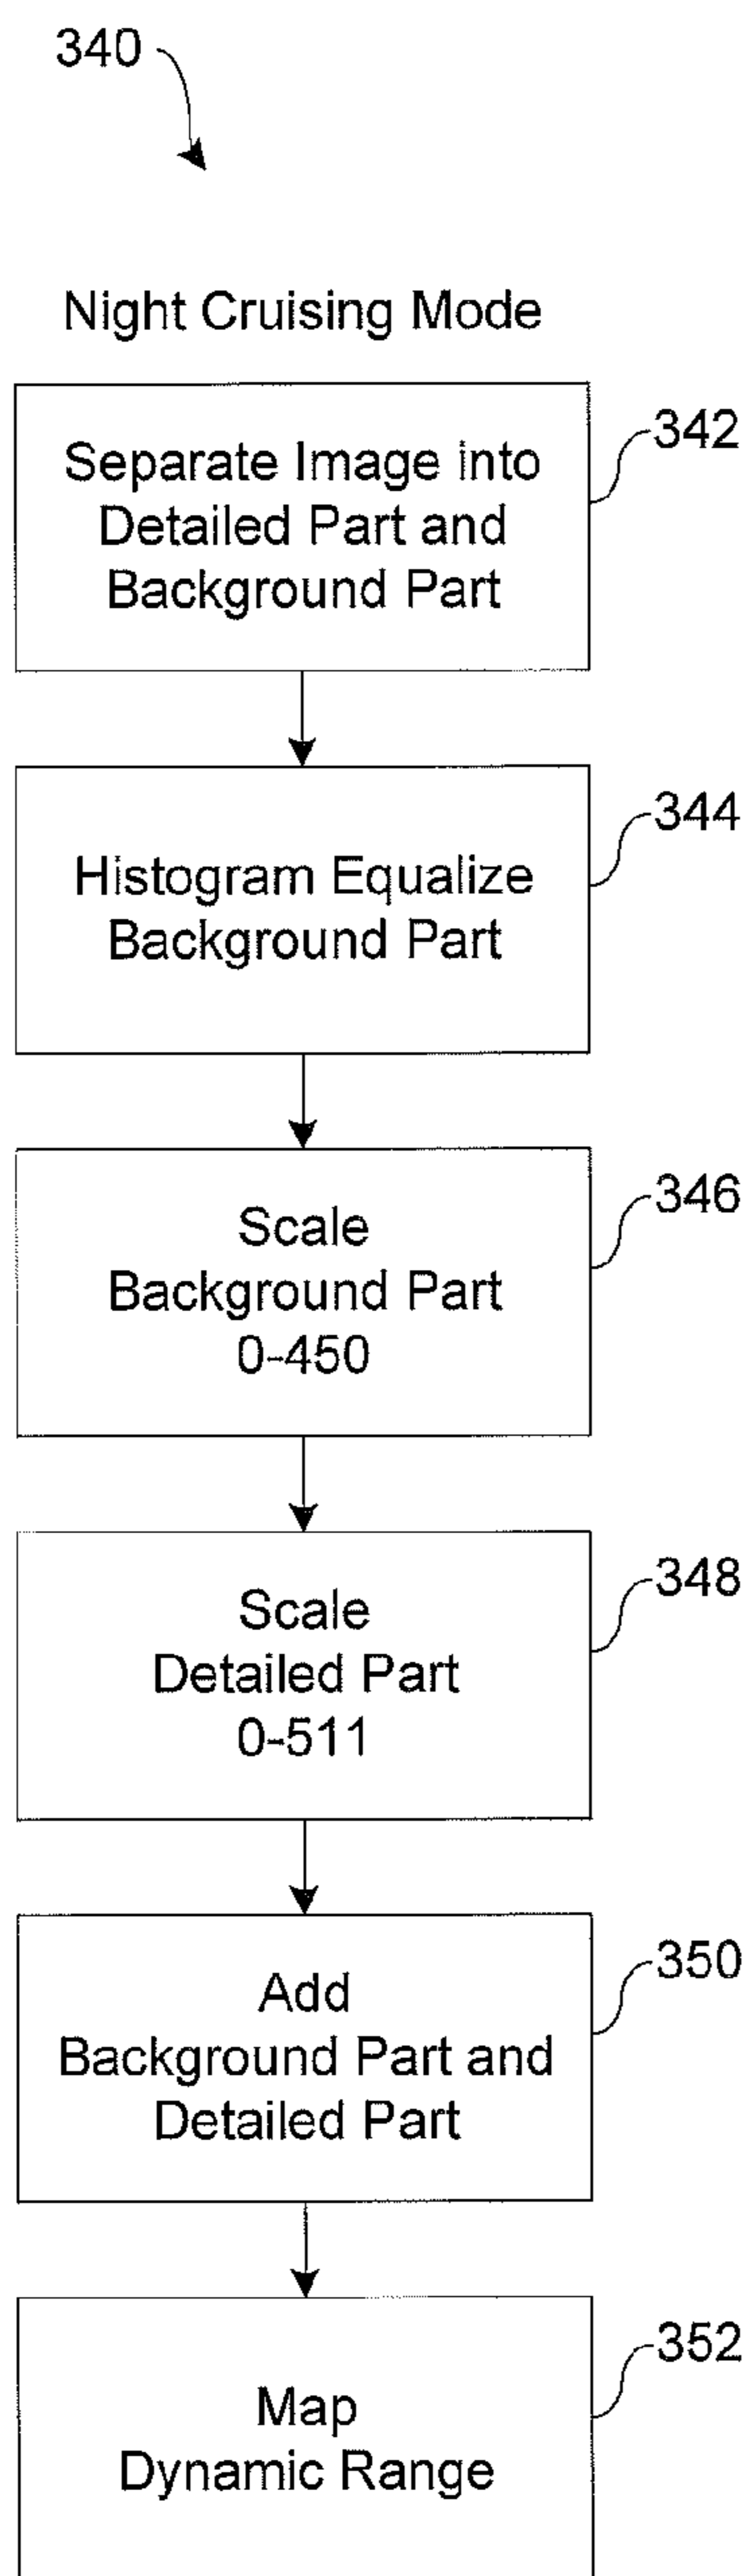 340
Night Cruising Mode
Separate Image into
Detailed Part and
Background Part
342
Histogram Equalize
Background Part
344
Scale
Background Part
0-450
346
Scale
Detailed Part
0-511
348
Add
Background Part and
Detailed Part
350
Map
Dynamic Range
352